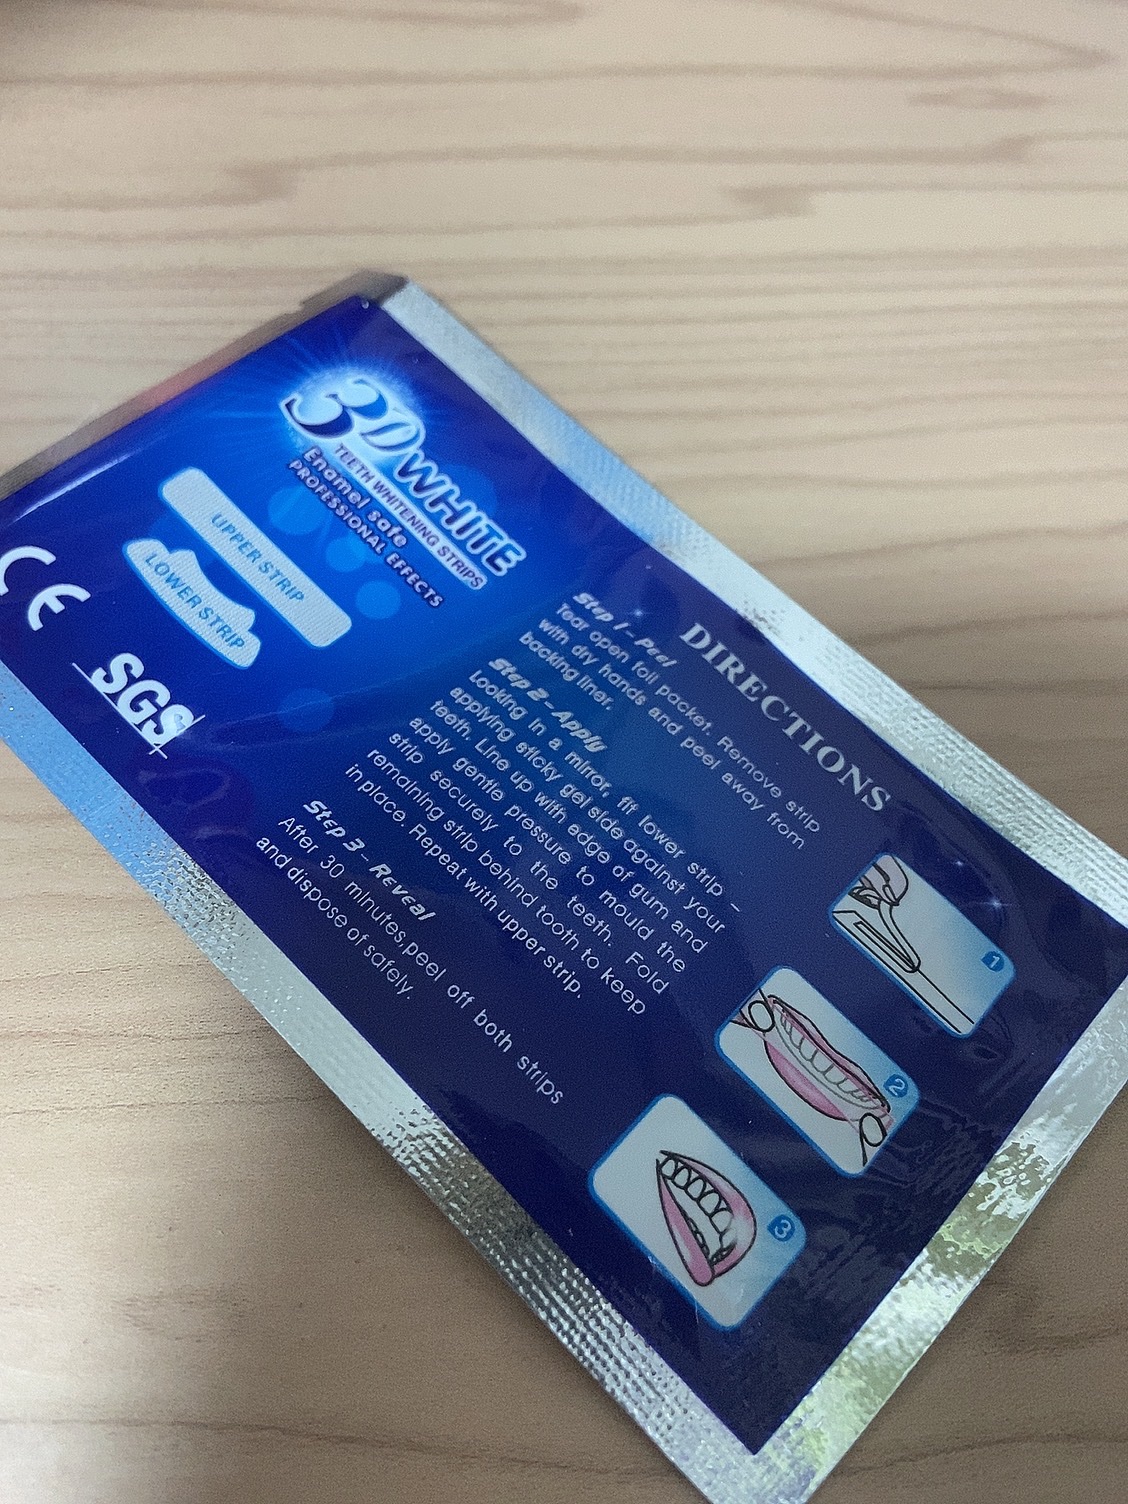 3D WHITE
TEETH WHITENING STRIPS
Enamel safe
PROFESSIONAL EFFECTS
UPPER STRIP
LOWER STRIP
CE
SGS
DIRECTIONS
Step 1 - Peel
Tear open foil packet. Remove strip
with dry hands and peel away from
backing liner.
Step 2 - Apply
Looking in a mirror, fit lower strip -
applying sticky gel side against your
teeth. Line up with edge of gum and
apply gentle pressure to mould the
strip securely to the teeth. Fold
remaining strip behind tooth to keep
in place. Repeat with upper strip.
Step 3 - Reveal
After 30 minutes, peel off both strips
and dispose of safely.
1
2
3